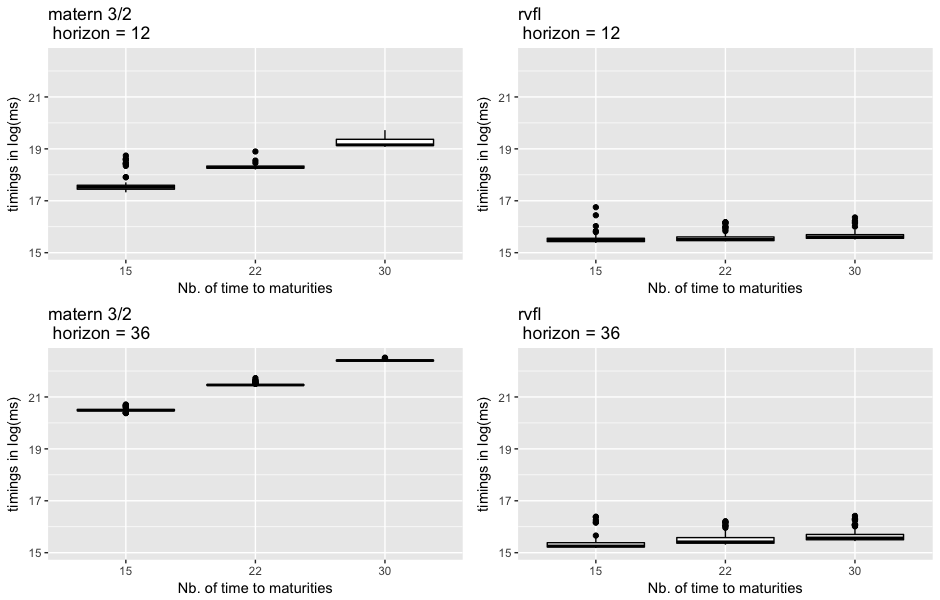 matern 3/2
horizon = 12
timings in log(ms)
21
19
17
15
15 22 30
Nb. of time to maturities
rvfl
horizon = 12
timings in log(ms)
21
19
17
15
15 22 30
Nb. of time to maturities
matern 3/2
horizon = 36
timings in log(ms)
21
19
17
15
15 22 30
Nb. of time to maturities
rvfl
horizon = 36
timings in log(ms)
21
19
17
15
15 22 30
Nb. of time to maturities